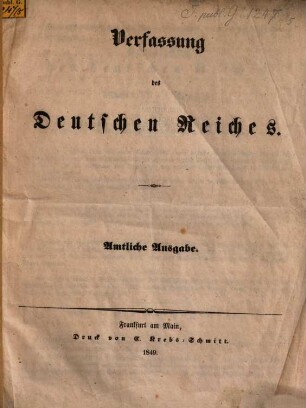 Verfassung
des
Deutschen Reiches.
Amtliche Ausgabe.
Frankfurt am Main,
Druck von C. Krebs-Schmitt.
1849.